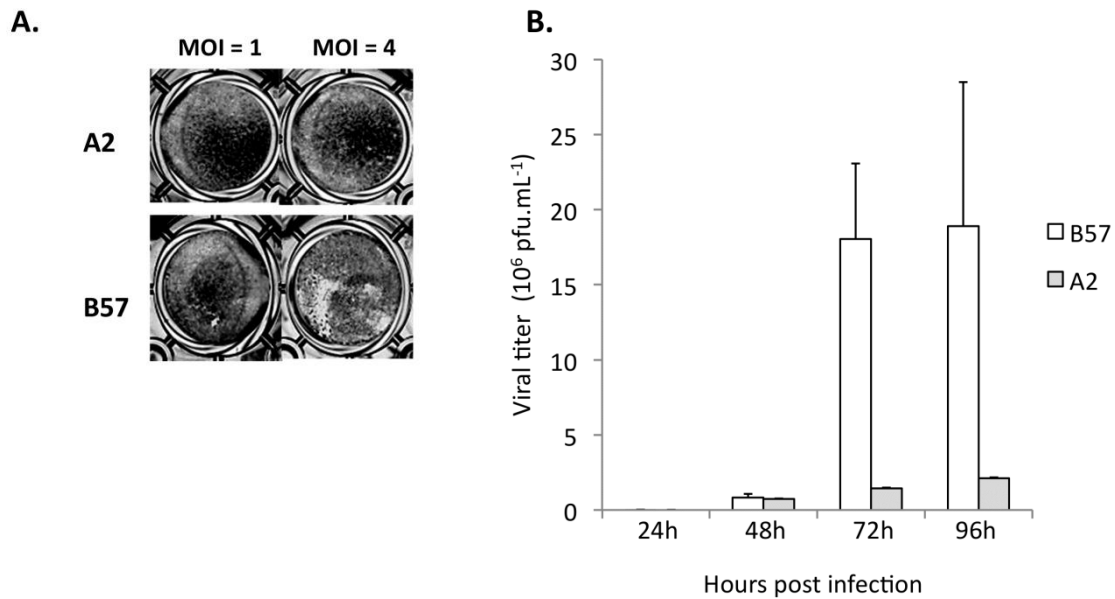 A.
MOI = 1 MOI = 4
A2
B57
B.
Viral titer (10⁶ pfu.mL⁻¹)
30
25
20
15
10
5
0
24h 48h 72h 96h
Hours post infection
B57
A2